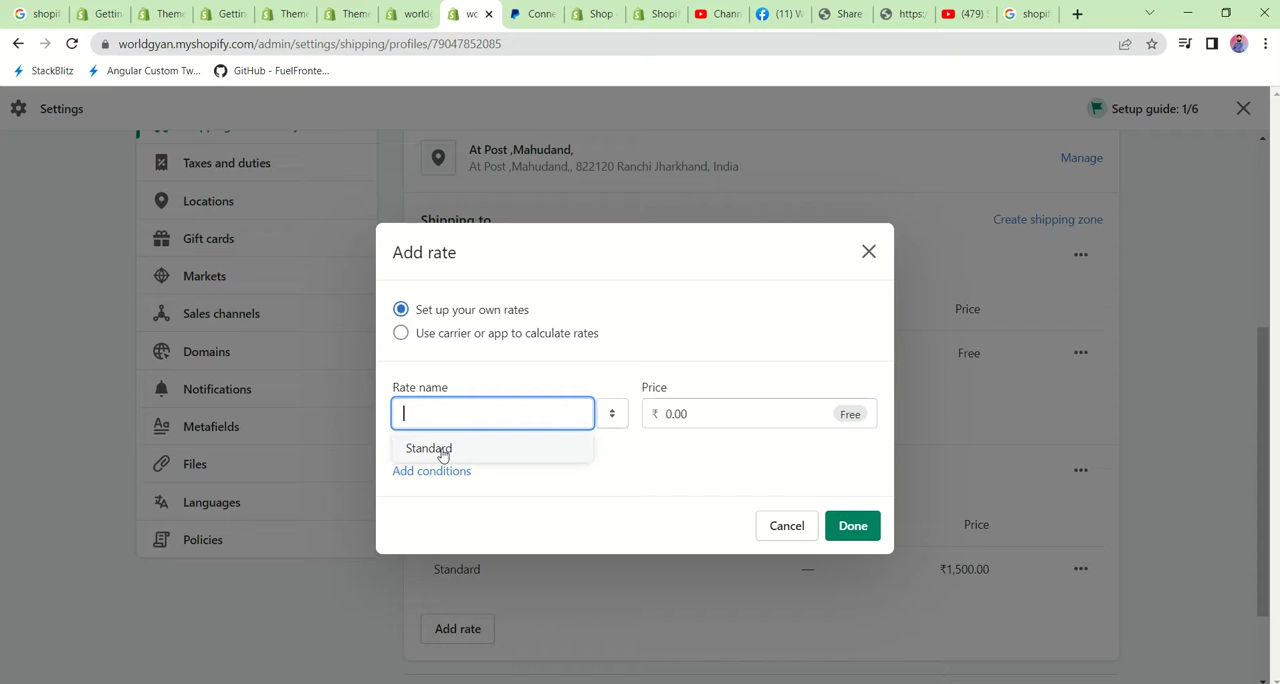 shopif
Gettin
Theme
Gettin
Theme
Theme
world
wo
Conne
Shop
Shopif
Chann
(11) W
Share
https:/
(479)
shopif
worldgyan.myshopify.com/admin/settings/shipping/profiles/79047852085
StackBlitz
Angular Custom Tw...
GitHub - FuelFronte...
Settings
Setup guide: 1/6
Taxes and duties
Locations
Gift cards
Markets
Sales channels
Domains
Notifications
Metafields
Files
Languages
Policies
At Post ,Mahudand,
At Post ,Mahudand,, 822120 Ranchi Jharkhand, India
Manage
Shipping to
Create shipping zone
Price
Free
Add rate
Set up your own rates
Use carrier or app to calculate rates
Rate name
Price
₹ 0.00
Free
Standard
Add conditions
Cancel
Done
Price
Standard
—
₹1,500.00
Add rate